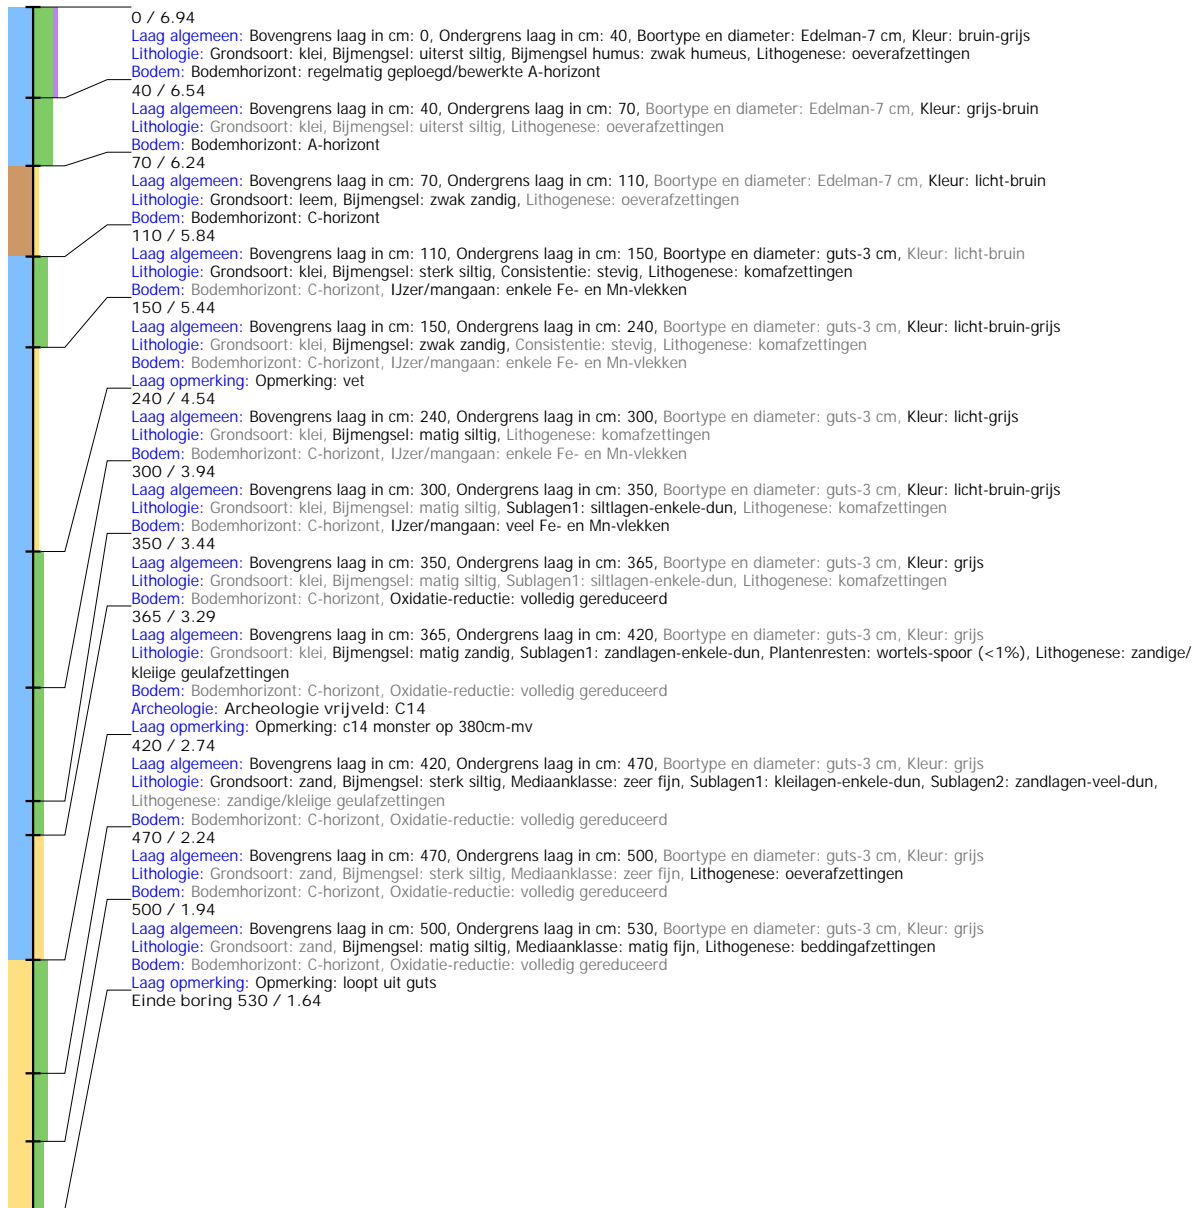 0 / 6.94
Laag algemeen: Bovengrens laag in cm: 0, Ondergrens laag in cm: 40, Boortype en diameter: Edelman-7 cm, Kleur: bruin-grijs
Lithologie: Grondsoort: klei, Bijmengsel: uiterst siltig, Bijmengsel humus: zwak humeus, Lithogenese: oeverafzettingen
Bodem: Bodemhorizont: regelmatig geploegd/bewerkte A-horizont
40 / 6.54
Laag algemeen: Bovengrens laag in cm: 40, Ondergrens laag in cm: 70, Boortype en diameter: Edelman-7 cm, Kleur: grijs-bruin
Lithologie: Grondsoort: klei, Bijmengsel: uiterst siltig, Lithogenese: oeverafzettingen
Bodem: Bodemhorizont: A-horizont
70 / 6.24
Laag algemeen: Bovengrens laag in cm: 70, Ondergrens laag in cm: 110, Boortype en diameter: Edelman-7 cm, Kleur: licht-bruin
Lithologie: Grondsoort: leem, Bijmengsel: zwak zandig, Lithogenese: oeverafzettingen
Bodem: Bodemhorizont: C-horizont
110 / 5.84
Laag algemeen: Bovengrens laag in cm: 110, Ondergrens laag in cm: 150, Boortype en diameter: guts-3 cm, Kleur: licht-bruin
Lithologie: Grondsoort: klei, Bijmengsel: sterk siltig, Consistentie: stevig, Lithogenese: komafzettingen
Bodem: Bodemhorizont: C-horizont, IJzer/mangaan: enkele Fe- en Mn-vlekken
150 / 5.44
Laag algemeen: Bovengrens laag in cm: 150, Ondergrens laag in cm: 240, Boortype en diameter: guts-3 cm, Kleur: licht-bruin-grijs
Lithologie: Grondsoort: klei, Bijmengsel: zwak zandig, Consistentie: stevig, Lithogenese: komafzettingen
Bodem: Bodemhorizont: C-horizont, IJzer/mangaan: enkele Fe- en Mn-vlekken
Laag opmerking: Opmerking: vet
240 / 4.54
Laag algemeen: Bovengrens laag in cm: 240, Ondergrens laag in cm: 300, Boortype en diameter: guts-3 cm, Kleur: licht-grijs
Lithologie: Grondsoort: klei, Bijmengsel: matig siltig, Lithogenese: komafzettingen
Bodem: Bodemhorizont: C-horizont, IJzer/mangaan: enkele Fe- en Mn-vlekken
300 / 3.94
Laag algemeen: Bovengrens laag in cm: 300, Ondergrens laag in cm: 350, Boortype en diameter: guts-3 cm, Kleur: licht-bruin-grijs
Lithologie: Grondsoort: klei, Bijmengsel: matig siltig, Sublagen1: siltlagen-enkele-dun, Lithogenese: komafzettingen
Bodem: Bodemhorizont: C-horizont, IJzer/mangaan: veel Fe- en Mn-vlekken
350 / 3.44
Laag algemeen: Bovengrens laag in cm: 350, Ondergrens laag in cm: 365, Boortype en diameter: guts-3 cm, Kleur: grijs
Lithologie: Grondsoort: klei, Bijmengsel: matig siltig, Sublagen1: siltlagen-enkele-dun, Lithogenese: komafzettingen
Bodem: Bodemhorizont: C-horizont, Oxidatie-reductie: volledig gereduceerd
365 / 3.29
Laag algemeen: Bovengrens laag in cm: 365, Ondergrens laag in cm: 420, Boortype en diameter: guts-3 cm, Kleur: grijs
Lithologie: Grondsoort: klei, Bijmengsel: matig zandig, Sublagen1: zandlagen-enkele-dun, Plantenresten: wortels-spoor (<1%), Lithogenese: zandige/
kleiige geulafzettingen
Bodem: Bodemhorizont: C-horizont, Oxidatie-reductie: volledig gereduceerd
Archeologie: Archeologie vrijveld: C14
Laag opmerking: Opmerking: c14 monster op 380cm-mv
420 / 2.74
Laag algemeen: Bovengrens laag in cm: 420, Ondergrens laag in cm: 470, Boortype en diameter: guts-3 cm, Kleur: grijs
Lithologie: Grondsoort: zand, Bijmengsel: sterk siltig, Mediaanklasse: zeer fijn, Sublagen1: kleilagen-enkele-dun, Sublagen2: zandlagen-veel-dun,
Lithogenese: zandige/kleiige geulafzettingen
Bodem: Bodemhorizont: C-horizont, Oxidatie-reductie: volledig gereduceerd
470 / 2.24
Laag algemeen: Bovengrens laag in cm: 470, Ondergrens laag in cm: 500, Boortype en diameter: guts-3 cm, Kleur: grijs
Lithologie: Grondsoort: zand, Bijmengsel: sterk siltig, Mediaanklasse: zeer fijn, Lithogenese: oeverafzettingen
Bodem: Bodemhorizont: C-horizont, Oxidatie-reductie: volledig gereduceerd
500 / 1.94
Laag algemeen: Bovengrens laag in cm: 500, Ondergrens laag in cm: 530, Boortype en diameter: guts-3 cm, Kleur: grijs
Lithologie: Grondsoort: zand, Bijmengsel: matig siltig, Mediaanklasse: matig fijn, Lithogenese: beddingafzettingen
Bodem: Bodemhorizont: C-horizont, Oxidatie-reductie: volledig gereduceerd
Laag opmerking: Opmerking: loopt uit guts
Einde boring 530 / 1.64